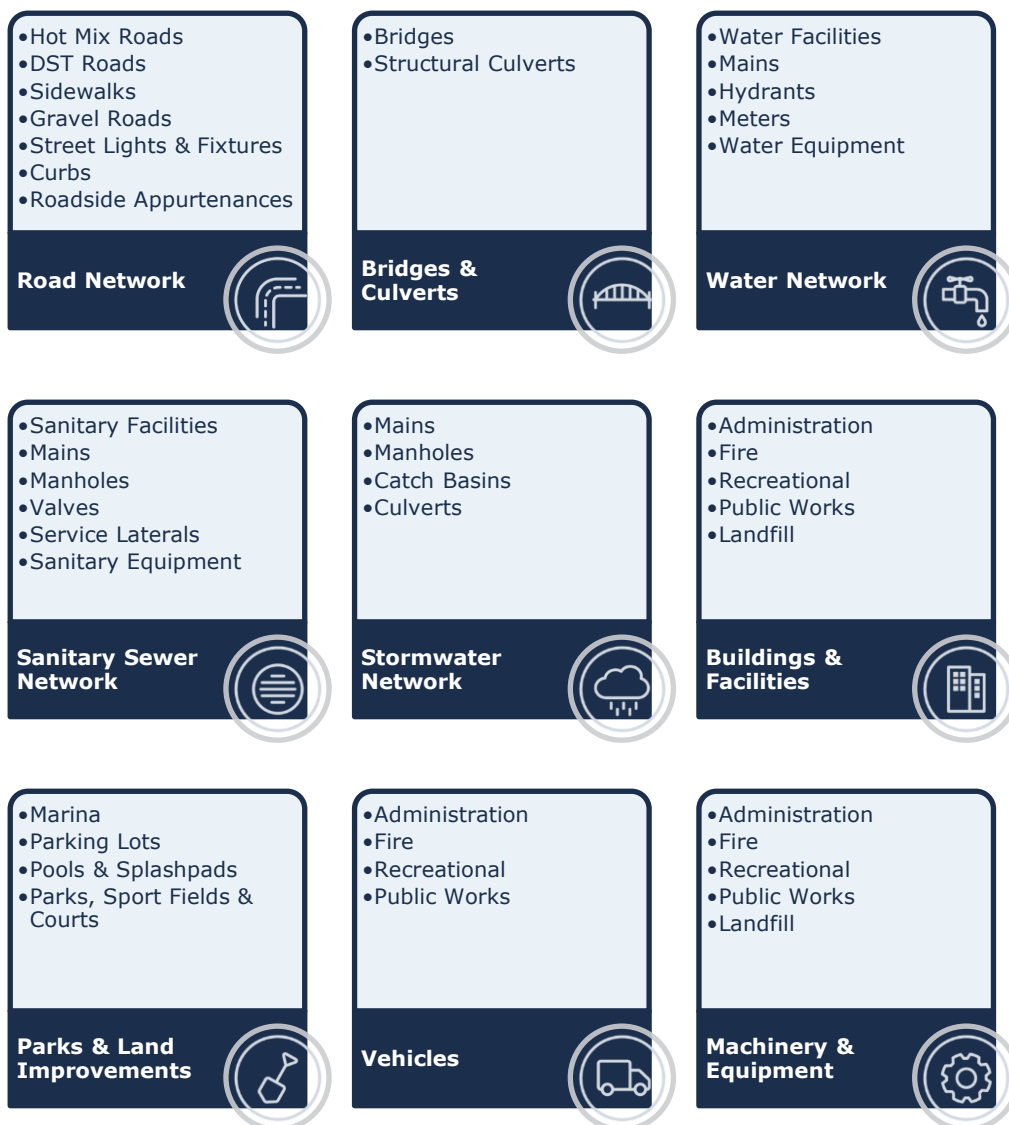 •Hot Mix Roads
•DST Roads
•Sidewalks
•Gravel Roads
•Street Lights & Fixtures
•Curbs
•Roadside Appurtenances
Road Network
•Bridges
•Structural Culverts
Bridges &
Culverts
•Water Facilities
•Mains
•Hydrants
•Meters
•Water Equipment
Water Network
•Sanitary Facilities
•Mains
•Manholes
•Valves
•Service Laterals
•Sanitary Equipment
Sanitary Sewer
Network
•Mains
•Manholes
•Catch Basins
•Culverts
Stormwater
Network
•Administration
•Fire
•Recreational
•Public Works
•Landfill
Buildings &
Facilities
•Marina
•Parking Lots
•Pools & Splashpads
•Parks, Sport Fields &
Courts
Parks & Land
Improvements
•Administration
•Fire
•Recreational
•Public Works
Vehicles
•Administration
•Fire
•Recreational
•Public Works
•Landfill
Machinery &
Equipment